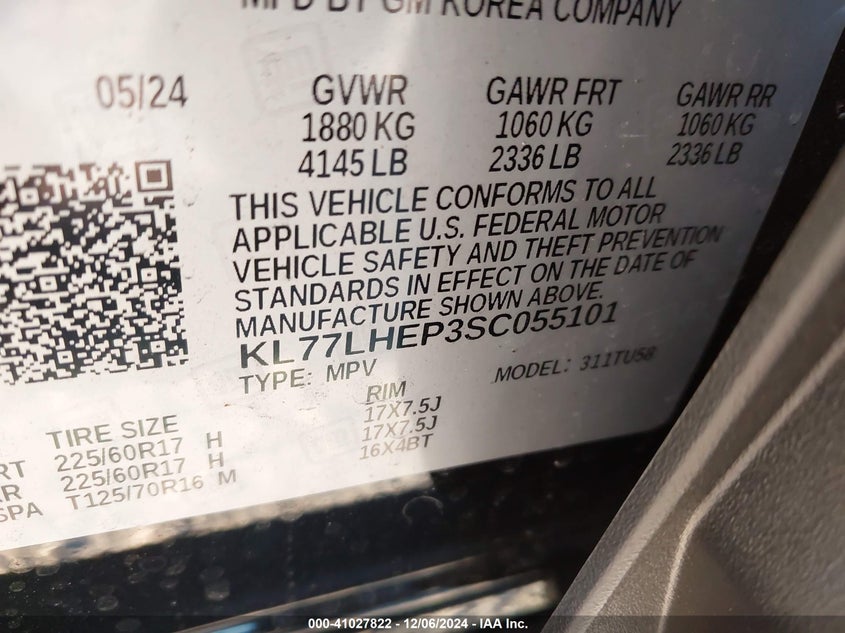 MFD BY GM KOREA COMPANY
05/24 GVWR GAWR FRT GAWR RR
1880 KG 1060 KG 1060 KG
4145 LB 2336 LB 2336 LB
THIS VEHICLE CONFORMS TO ALL
APPLICABLE U.S. FEDERAL MOTOR
VEHICLE SAFETY AND THEFT PREVENTION
STANDARDS IN EFFECT ON THE DATE OF
MANUFACTURE SHOWN ABOVE.
KL77LHEP3SC055101
TYPE: MPV MODEL: 311TU58
TIRE SIZE RIM
RT 225/60R17 H 17X7.5J
R 225/60R17 H 17X7.5J
SPA T125/70R16 M 16X4BT
000-41027822 - 12/06/2024 - IAA Inc.